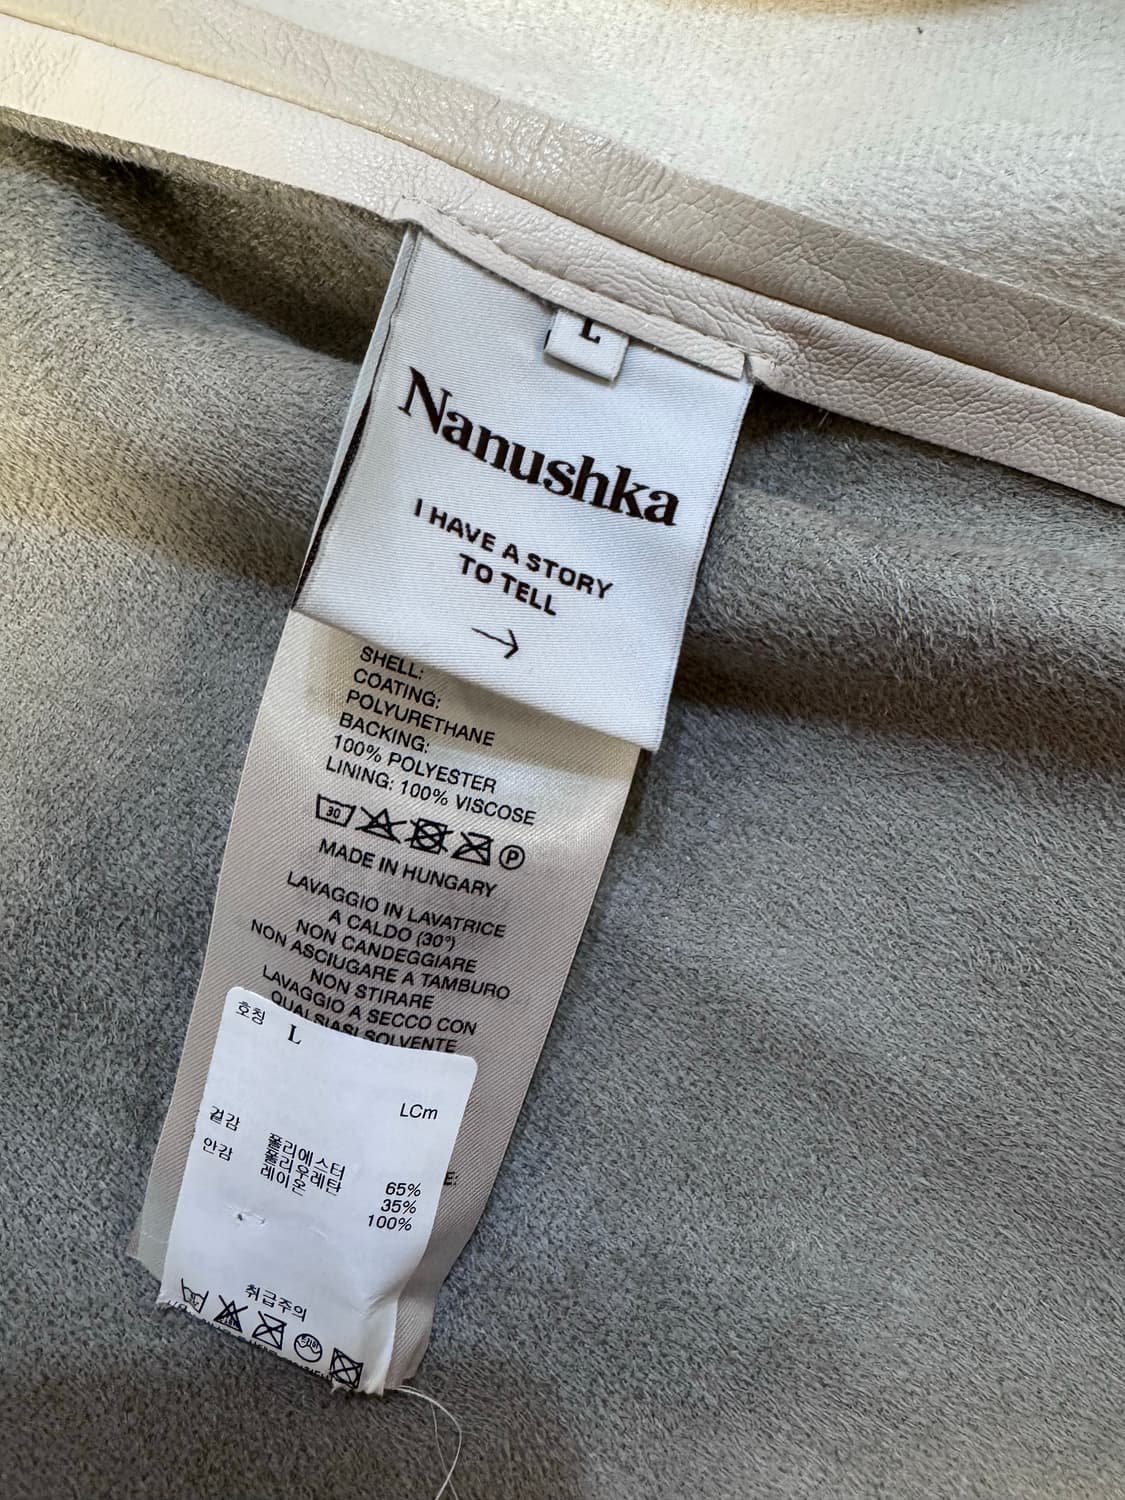 L
Nanushka
I HAVE A STORY
TO TELL
SHELL:
COATING:
POLYURETHANE
BACKING:
100% POLYESTER
LINING: 100% VISCOSE
30
P
MADE IN HUNGARY
LAVAGGIO IN LAVATRICE
A CALDO (30°)
NON CANDEGGIARE
NON ASCIUGARE A TAMBURO
NON STIRARE
LAVAGGIO A SECCO CON
QUALSIASI SOLVENTE
호칭
L
LCm
겉감
폴리에스터 65%
안감
폴리우레탄 35%
레이온 100%
E:
취급주의